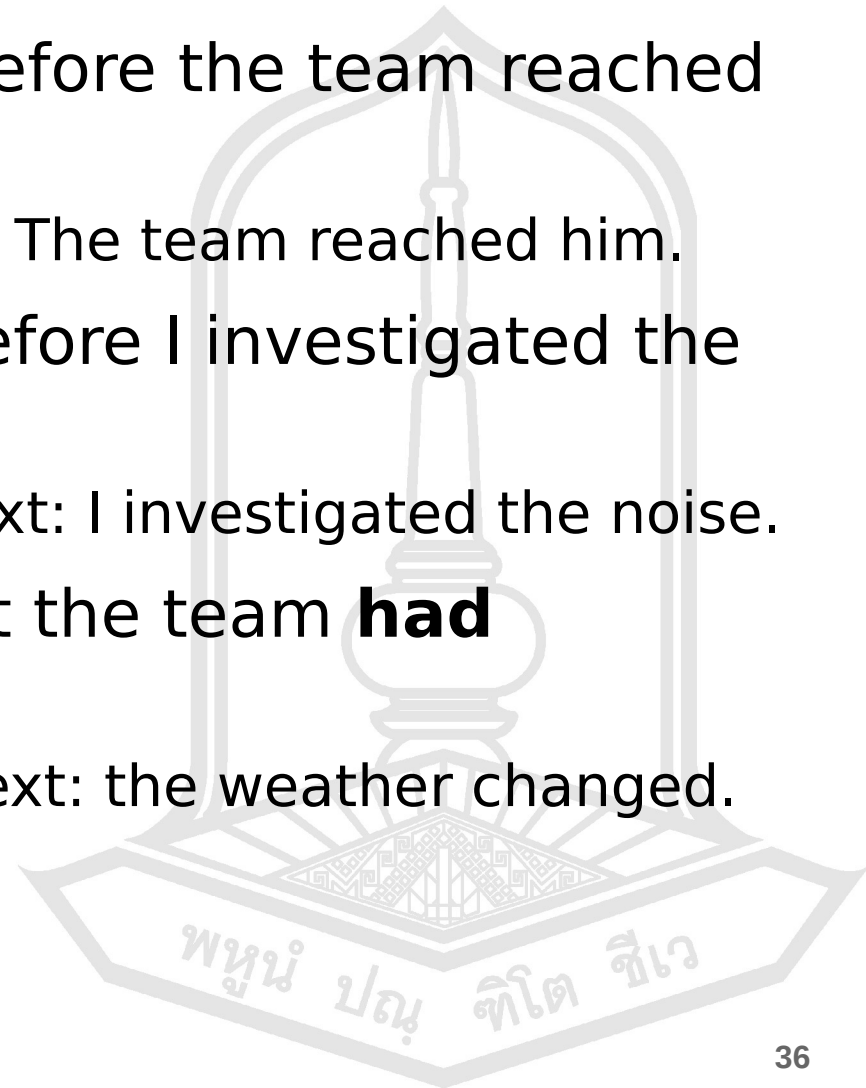 efore the team reached
The team reached him.
efore I investigated the
xt: I investigated the noise.
t the team had
ext: the weather changed.
พหูนํ ปณฺฑิโต ชีเว
36